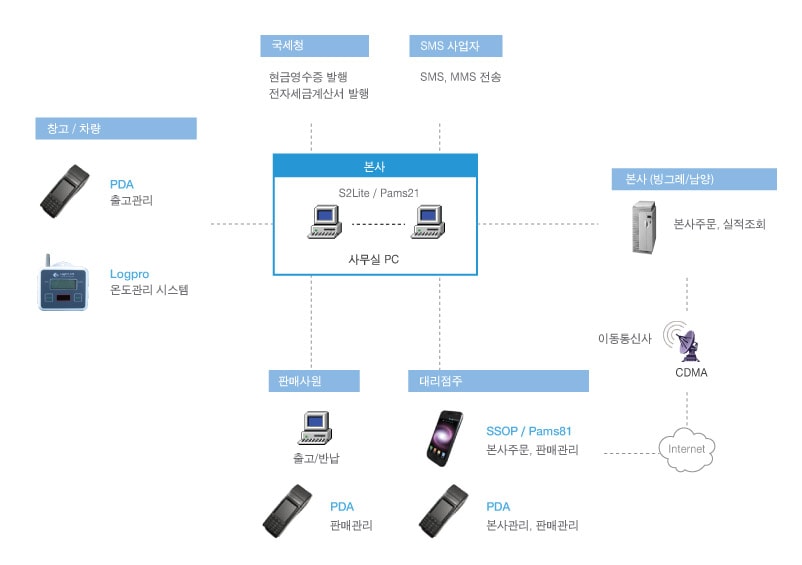 국세청
SMS 사업자
현금영수증 발행
전자세금계산서 발행
SMS, MMS 전송
창고 / 차량
PDA
출고관리
Logpro
온도관리 시스템
본사
S2Lite / Pams21
사무실 PC
본사 (빙그레/남양)
본사주문, 실적조회
이동통신사
CDMA
Internet
판매사원
출고/반납
PDA
판매관리
대리점주
SSOP / Pams81
본사주문, 판매관리
PDA
본사관리, 판매관리